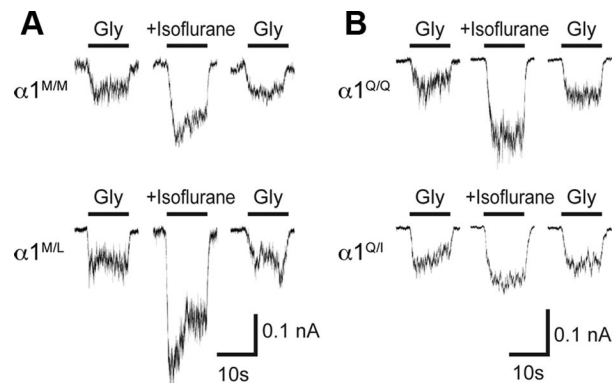 A
Gly +Isoflurane Gly
α1M/M
Gly +Isoflurane Gly
α1M/L
0.1 nA
10s
B
Gly +Isoflurane Gly
α1Q/Q
Gly +Isoflurane Gly
α1Q/I
0.1 nA
10s